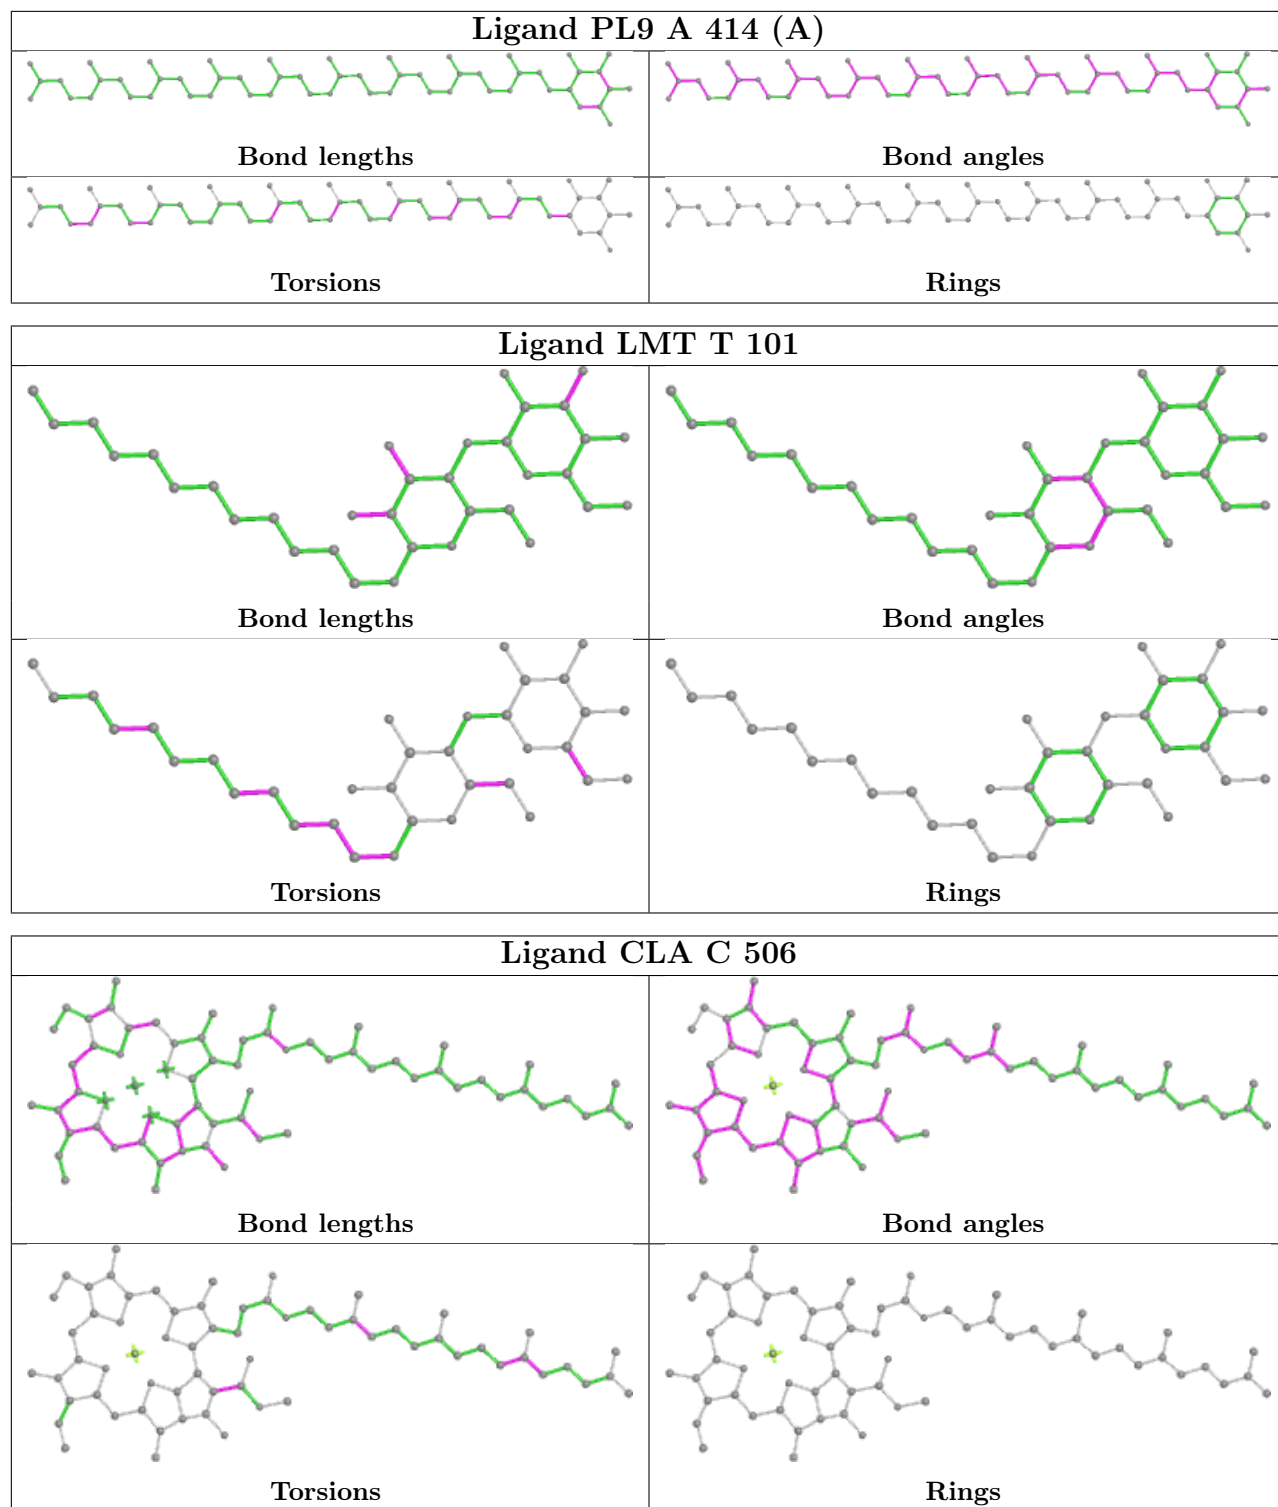 Ligand PL9 A 414 (A)
Bond lengths
Bond angles
Torsions
Rings
Ligand LMT T 101
Bond lengths
Bond angles
Torsions
Rings
Ligand CLA C 506
Bond lengths
Bond angles
Torsions
Rings